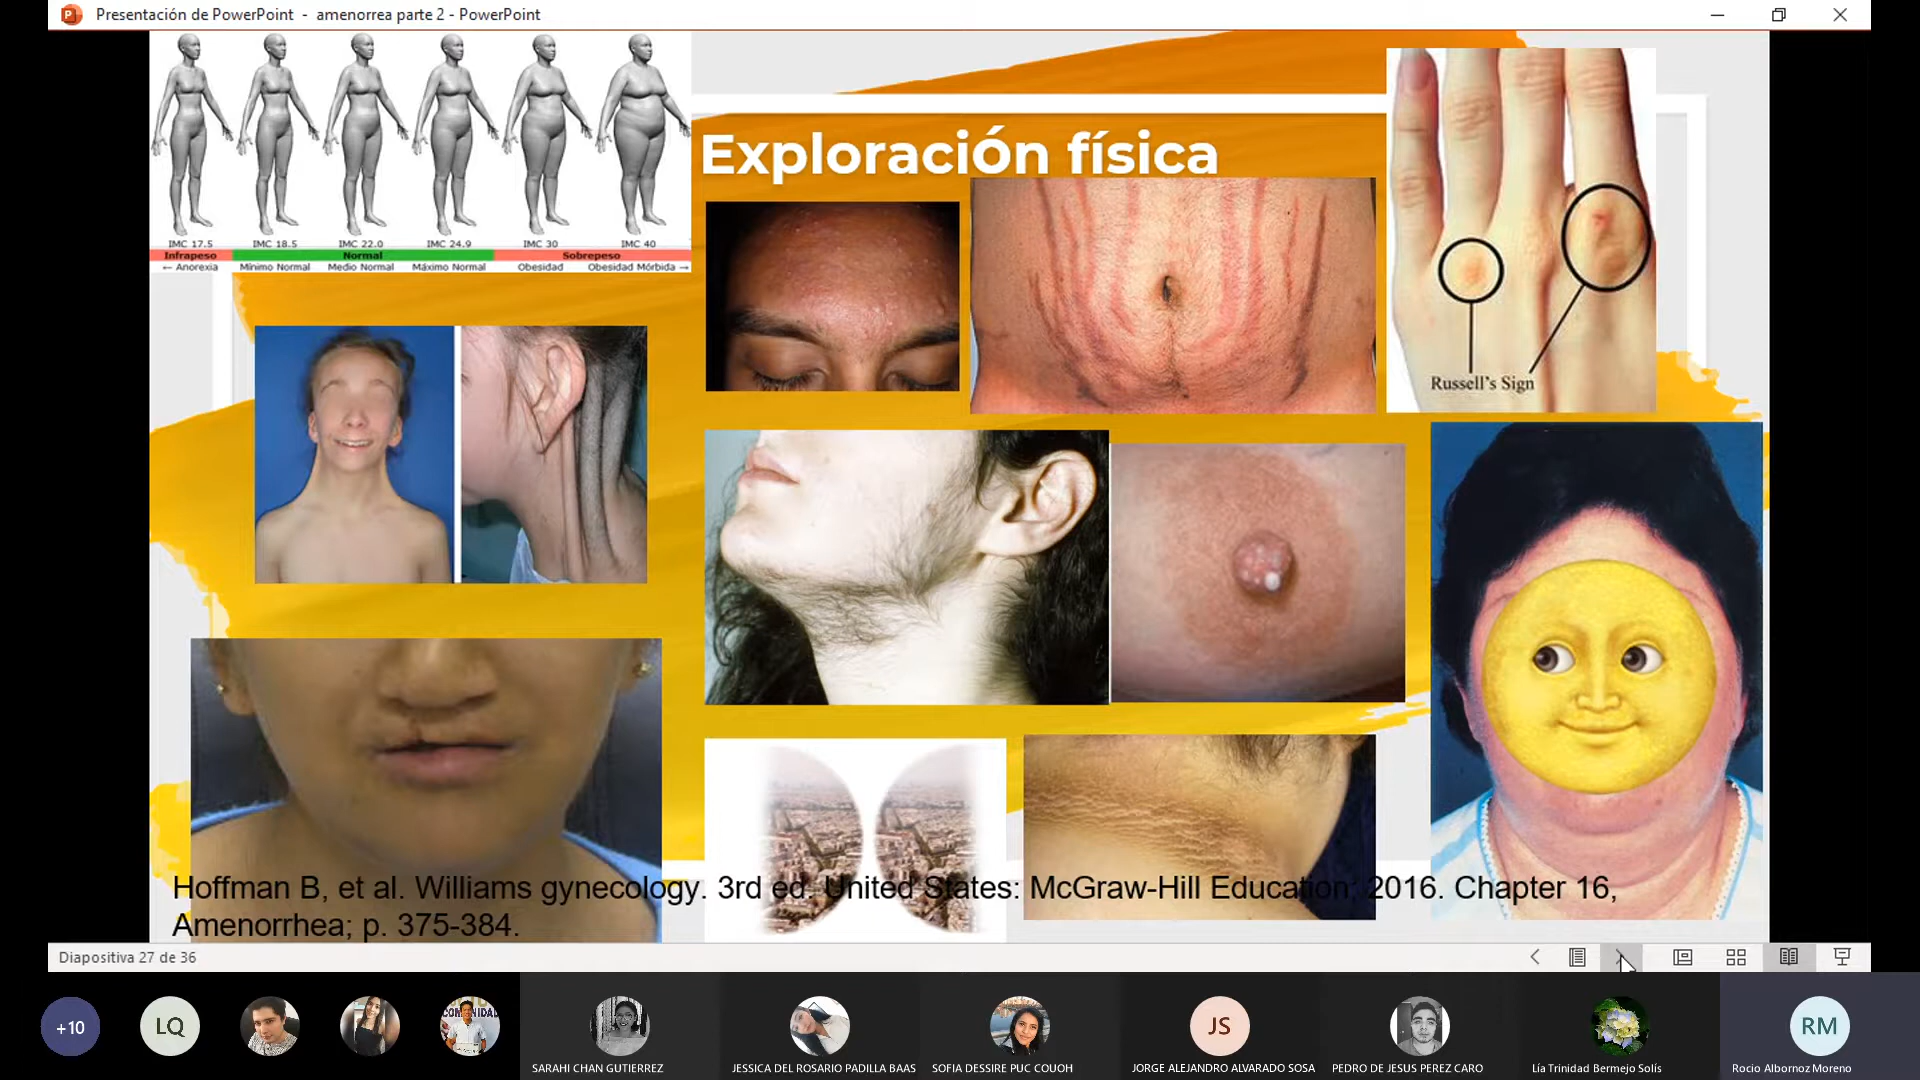 Presentación de PowerPoint - amenorrea parte 2 - PowerPoint
IMC 17.5 IMC 18.5 IMC 22.0 IMC 24.9 IMC 30 IMC 40
Infrapeso Normal Sobrepeso
← Anorexia Mínimo Normal Medio Normal Máximo Normal Obesidad Obesidad Mórbida →
Exploración física
Russell's Sign
Hoffman B, et al. Williams gynecology. 3rd ed. United States: McGraw-Hill Education; 2016. Chapter 16,
Amenorrhea; p. 375-384.
Diapositiva 27 de 36
+10
LQ
COMUNIDAD
JS
RM
SARAHI CHAN GUTIERREZ
JESSICA DEL ROSARIO PADILLA BAAS
SOFIA DESSIRE PUC COUOH
JORGE ALEJANDRO ALVARADO SOSA
PEDRO DE JESUS PEREZ CARO
Lía Trinidad Bermejo Solís
Rocio Albornoz Moreno